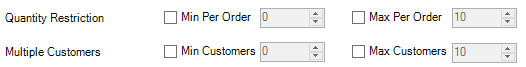 Quantity Restriction Min Per Order 0 Max Per Order 10
Multiple Customers Min Customers 0 Max Customers 10